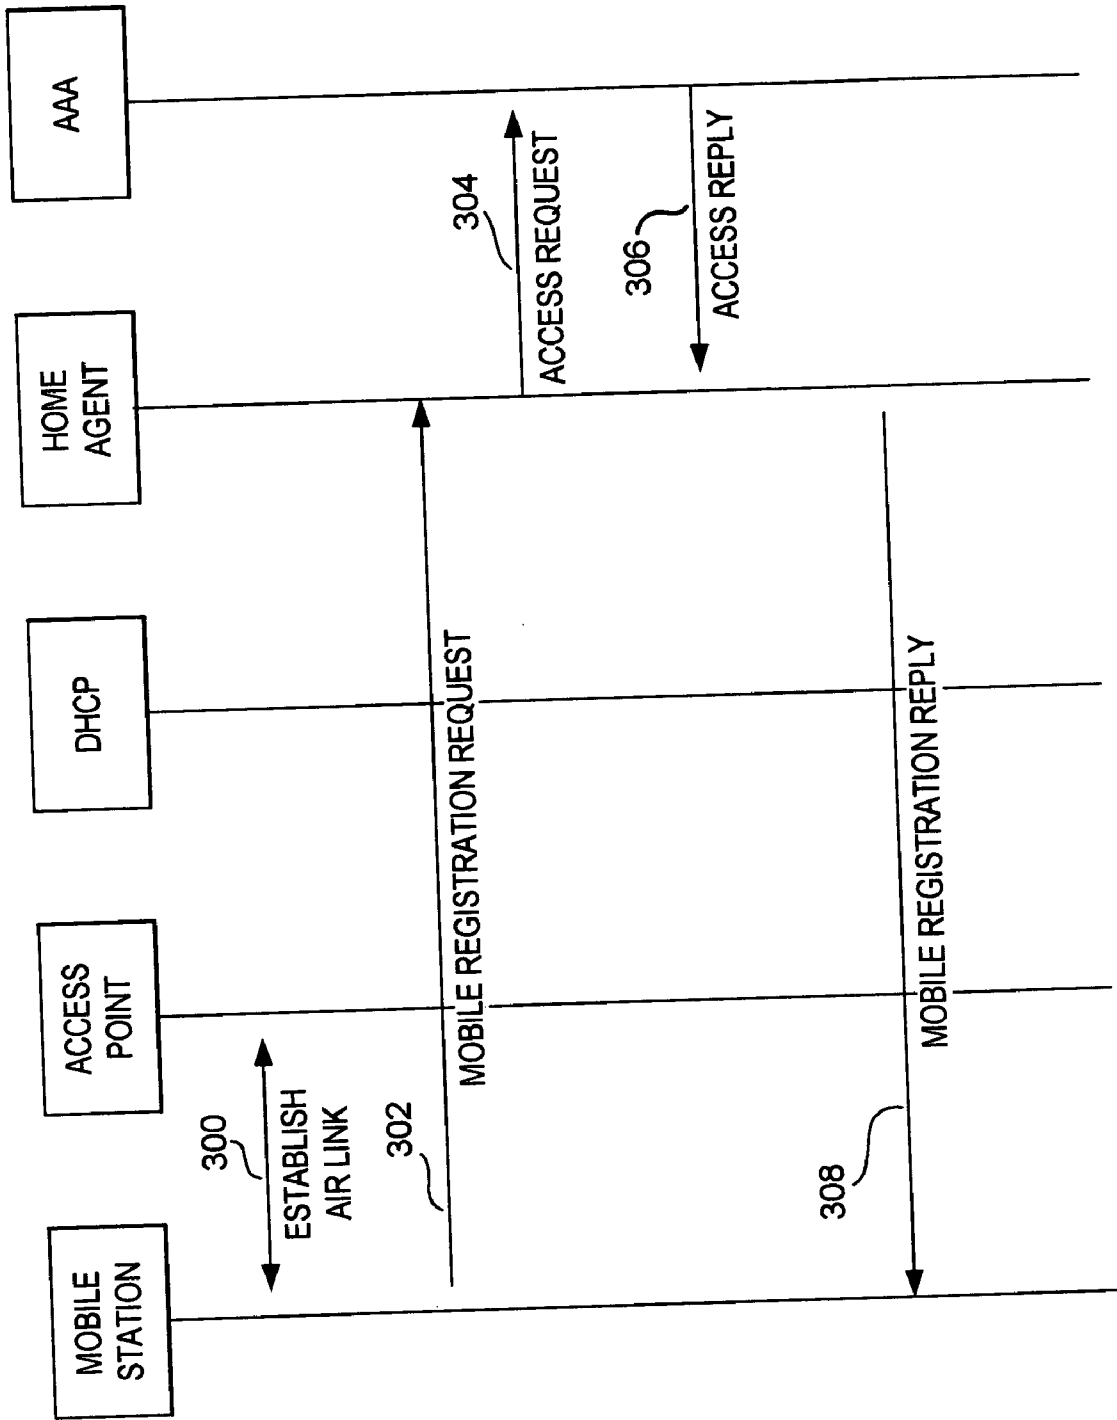 MOBILE
STATION
ACCESS
POINT
DHCP
HOME
AGENT
AAA
300
ESTABLISH
AIR LINK
302
MOBILE REGISTRATION REQUEST
304
ACCESS REQUEST
306
ACCESS REPLY
308
MOBILE REGISTRATION REPLY